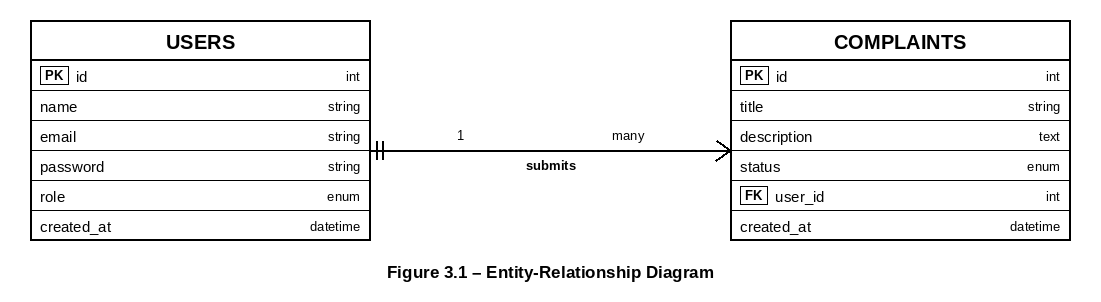 USERS
PK id int
name string
email string
password string
role enum
created_at datetime
1 many
submits
COMPLAINTS
PK id int
title string
description text
status enum
FK user_id int
created_at datetime
Figure 3.1 – Entity-Relationship Diagram